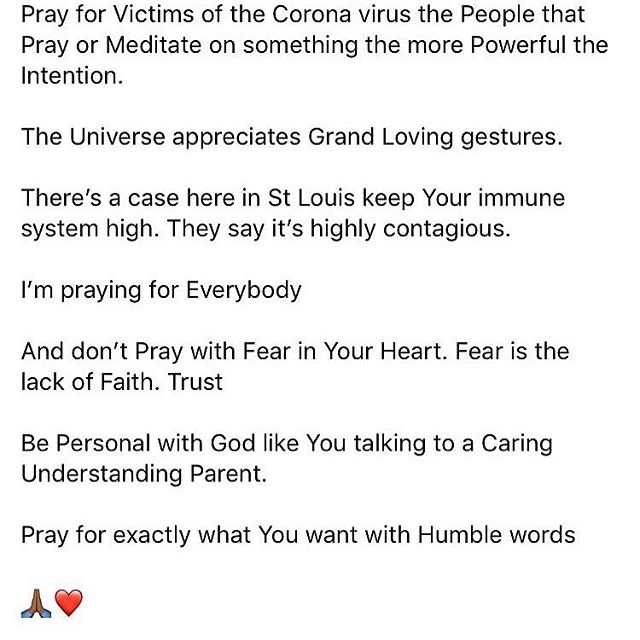 Pray for Victims of the Corona virus the People that
Pray or Meditate on something the more Powerful the
Intention.
The Universe appreciates Grand Loving gestures.
There's a case here in St Louis keep Your immune
system high. They say it's highly contagious.
I'm praying for Everybody
And don't Pray with Fear in Your Heart. Fear is the
lack of Faith. Trust
Be Personal with God like You talking to a Caring
Understanding Parent.
Pray for exactly what You want with Humble words
🙏🏾❤️